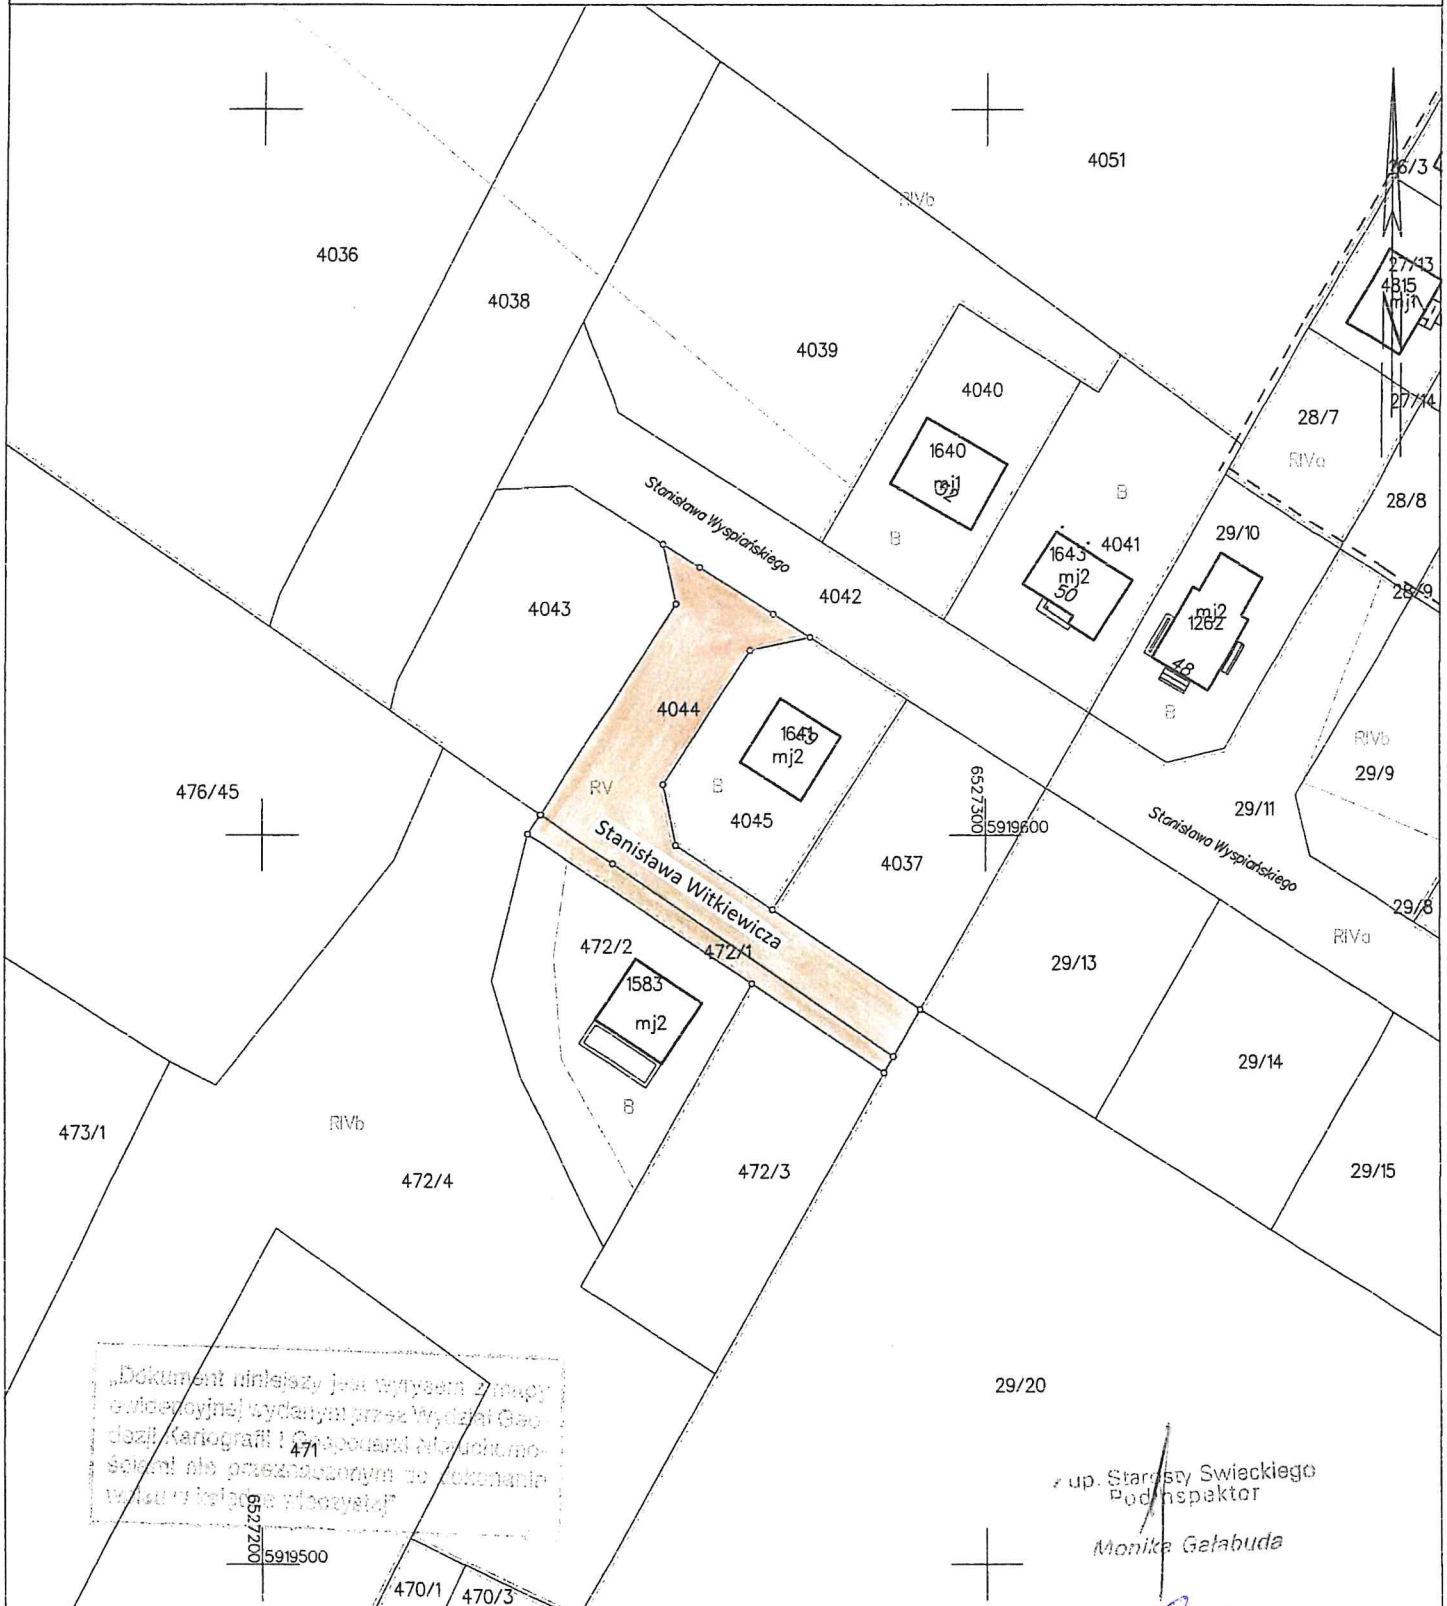 4051
RIVb
26/3
4036
4038
27/13
4815
mj1
4039
4040
27/14
28/7
1640
mj1
52
RIVa
Stanisława Wyspiańskiego
B
28/8
B
29/10
1643
4041
mj2
50
4042
28/9
4043
mj2
1262
48
4044
B
1641
49
mj2
RIVb
29/9
476/45
RV
B
4045
6527300
5919600
29/11
Stanisława Wyspiańskiego
Stanisława Witkiewicza
4037
29/8
RIVa
472/2
472/1
29/13
1583
mj2
29/14
B
473/1
RIVb
472/4
472/3
29/15
„Dokument niniejszy jest wyrysem z mapy
ewidencyjnej wydanym przez Wydział Geo-
dezji Kartografii i Gospodarki Nieruchomo-
ściami nie przeznaczonym do dokonania
wpisu w księdze wieczystej”
471
29/20
z up. Starosty Świeckiego
Podinspektor
Monika Gałabuda
6527200
5919500
470/1
470/3